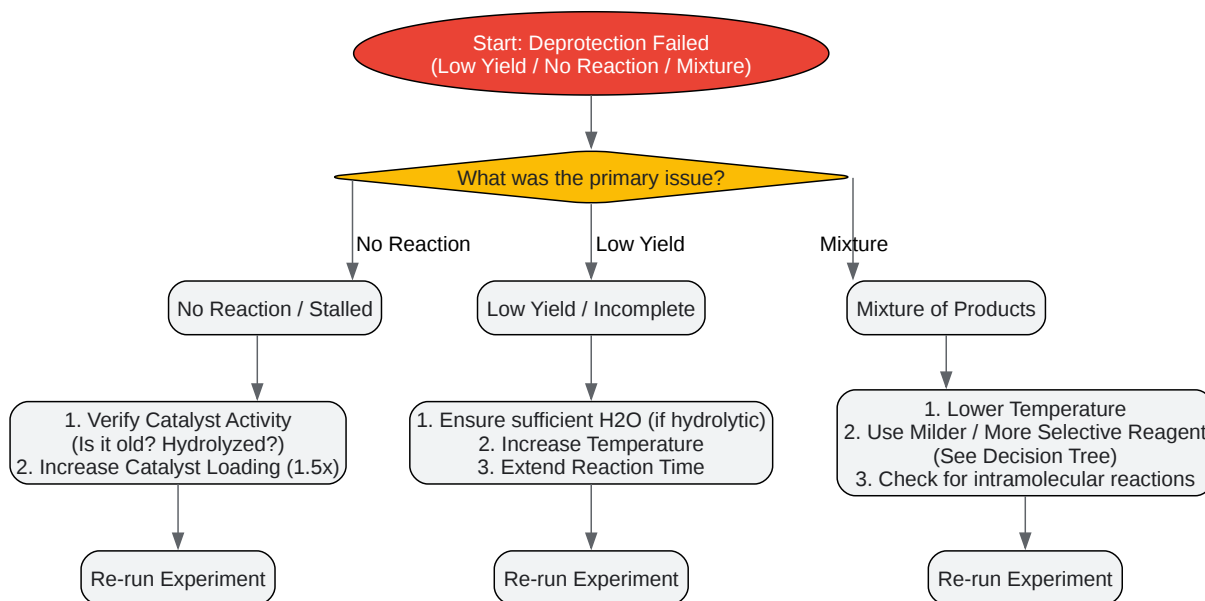 Start: Deprotection Failed
(Low Yield / No Reaction / Mixture)
What was the primary issue?
No Reaction
Low Yield
Mixture
No Reaction / Stalled
Low Yield / Incomplete
Mixture of Products
1. Verify Catalyst Activity
(Is it old? Hydrolyzed?)
2. Increase Catalyst Loading (1.5x)
1. Ensure sufficient H2O (if hydrolytic)
2. Increase Temperature
3. Extend Reaction Time
1. Lower Temperature
2. Use Milder / More Selective Reagent
(See Decision Tree)
3. Check for intramolecular reactions
Re-run Experiment
Re-run Experiment
Re-run Experiment